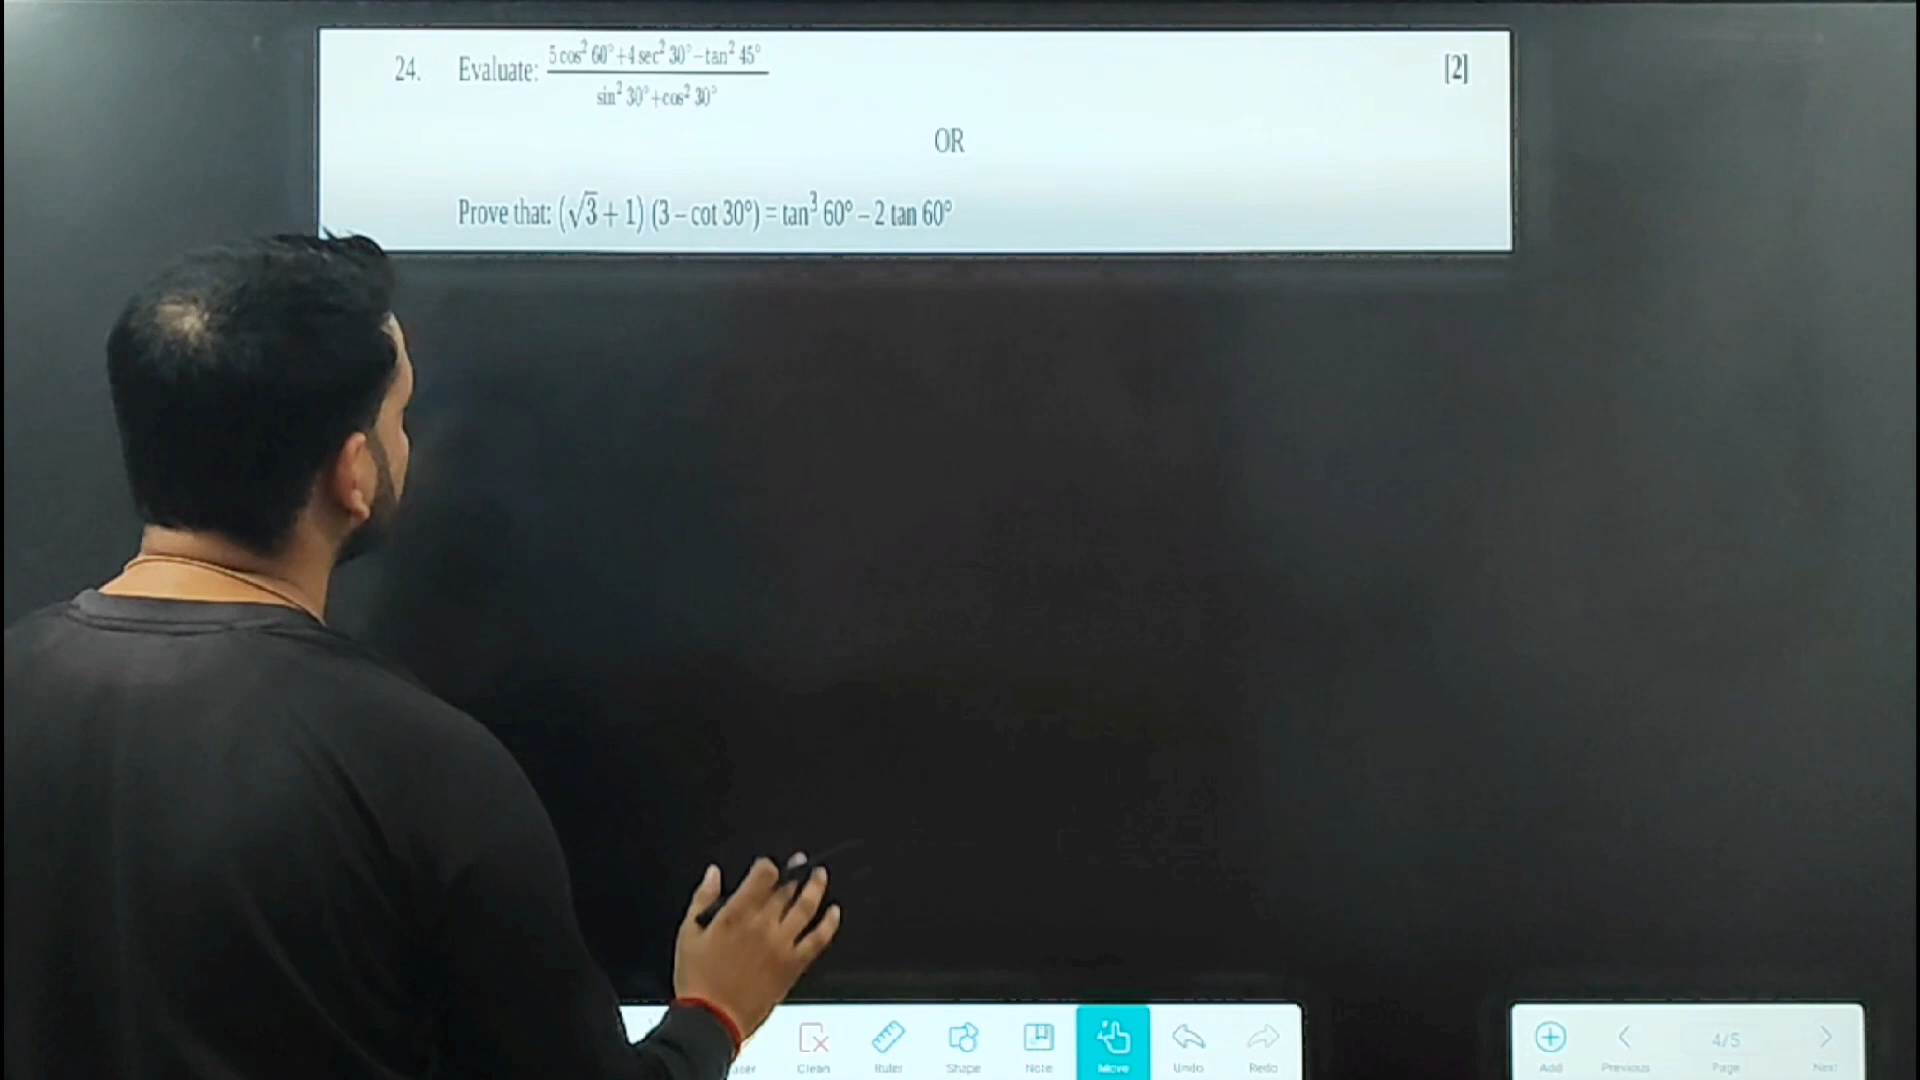 24. Evaluate: (5 cos² 60° + 4 sec² 30° – tan² 45°) / (sin² 30° + cos² 30°) [2]
OR
Prove that: (√3 + 1) (3 – cot 30°) = tan³ 60° – 2 tan 60°
Clean Ruler Shape Note Move Undo Redo
4/5
Add Previous Page Next